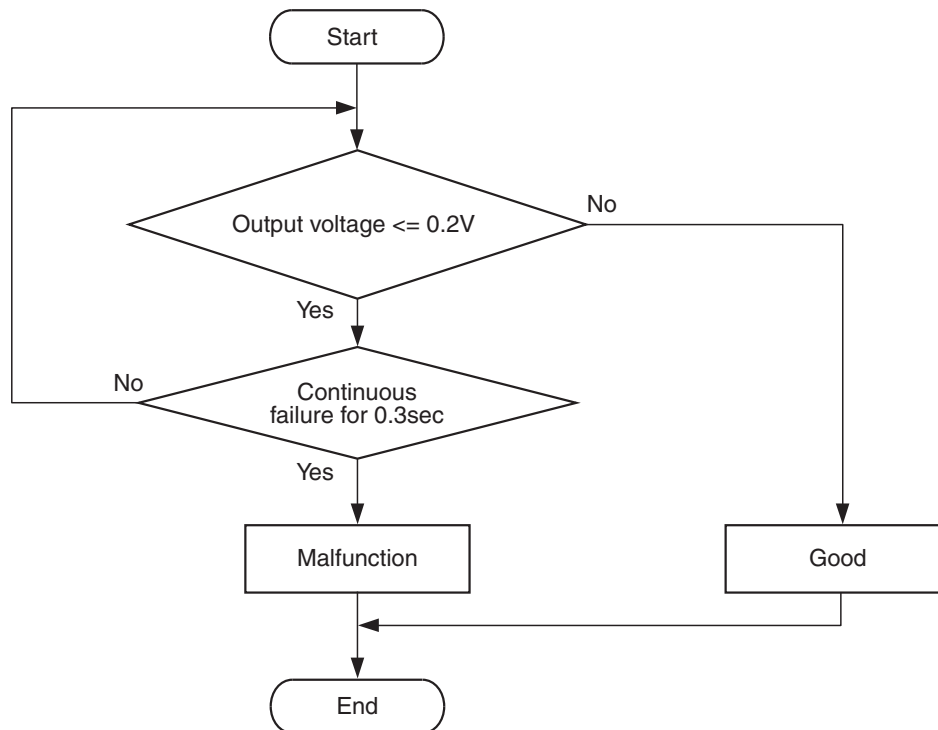 Start
Output voltage <= 0.2V
No
Yes
No
Continuous
failure for 0.3sec
Yes
Malfunction
Good
End